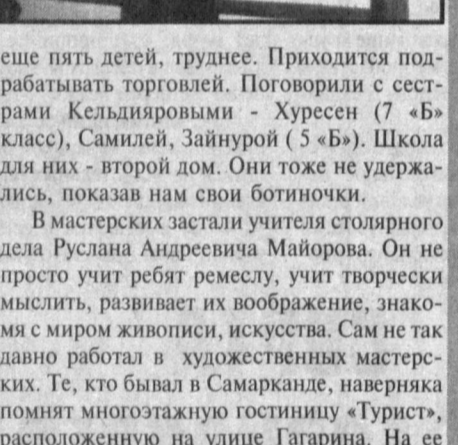 еще пять детей, труднее. Приходится под-
рабатывать торговлей. Поговорили с сест-
рами Кельдияровыми - Хуресен (7 «Б»
класс), Самилей, Зайнурой ( 5 «Б»). Школа
для них - второй дом. Они тоже не удержа-
лись, показав нам свои ботиночки.
В мастерских застали учителя столярного
дела Руслана Андреевича Майорова. Он не
просто учит ребят ремеслу, учит творчески
мыслить, развивает их воображение, знако-
мя с миром живописи, искусства. Сам не так
давно работал в художественных мастерс-
ких. Те, кто бывал в Самарканде, наверняка
помнят многоэтажную гостиницу «Турист»,
расположенную на улице Гагарина. На ее